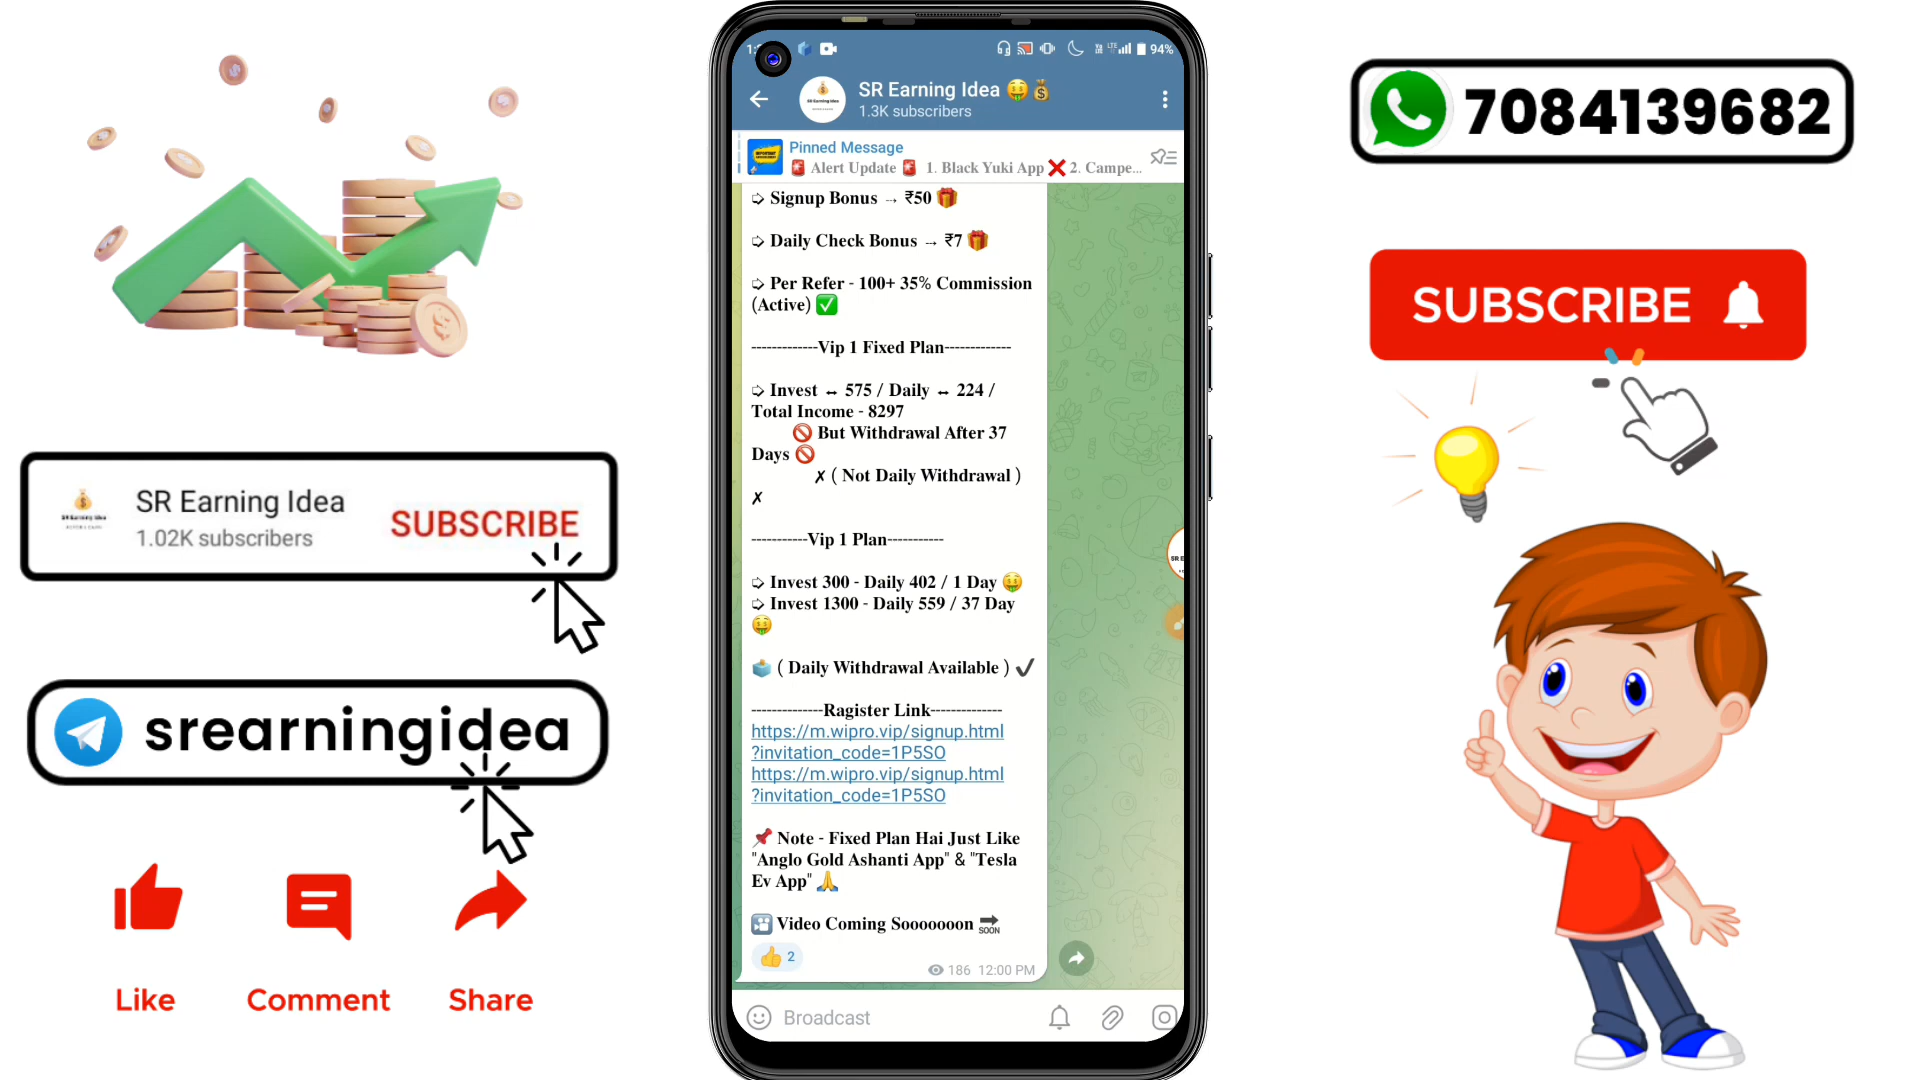 94%
SR Earning Idea
1.3K subscribers
Pinned Message
Alert Update 1. Black Yuki App ❌ 2. Campe...
➩ Signup Bonus → ₹50 🎁
➩ Daily Check Bonus → ₹7 🎁
➩ Per Refer - 100+ 35% Commission
(Active) ✅
-------------Vip 1 Fixed Plan-------------
➩ Invest ↔ 575 / Daily ↔ 224 /
Total Income - 8297
🚫 But Withdrawal After 37
Days 🚫
✗ ( Not Daily Withdrawal )
✗
-----------Vip 1 Plan-----------
➩ Invest 300 - Daily 402 / 1 Day 🤑
➩ Invest 1300 - Daily 559 / 37 Day
🤑
🗳 ( Daily Withdrawal Available ) ✔
--------------Ragister Link--------------
https://m.wipro.vip/signup.html
?invitation_code=1P5SO
https://m.wipro.vip/signup.html
?invitation_code=1P5SO
📌 Note - Fixed Plan Hai Just Like
"Anglo Gold Ashanti App" & "Tesla
Ev App" 🙏
🎦 Video Coming Sooooooon 🔜
👍 2
186 12:00 PM
Broadcast
SR Earning Idea
1.02K subscribers
SUBSCRIBE
srearningidea
Like
Comment
Share
7084139682
SUBSCRIBE